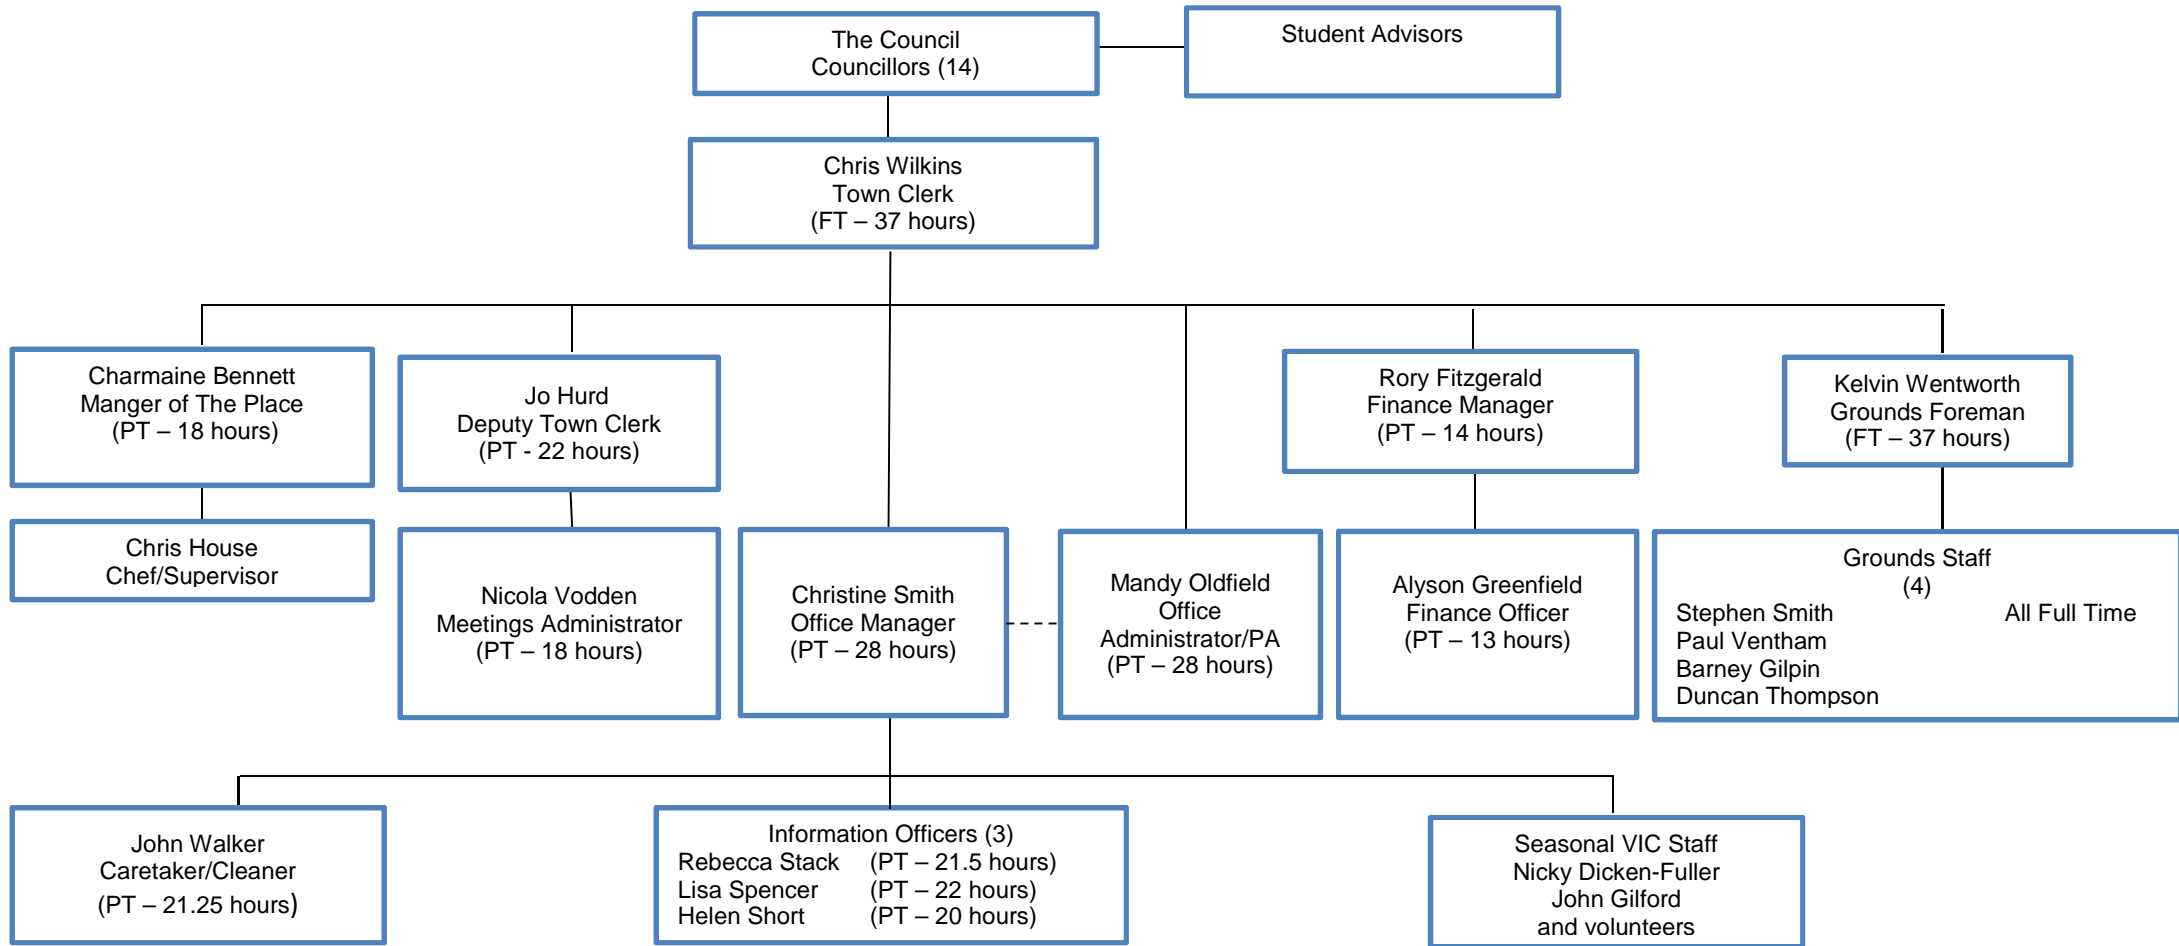 The Council
Councillors (14)
Student Advisors
Chris Wilkins
Town Clerk
(FT – 37 hours)
Charmaine Bennett
Manger of The Place
(PT – 18 hours)
Jo Hurd
Deputy Town Clerk
(PT - 22 hours)
Rory Fitzgerald
Finance Manager
(PT – 14 hours)
Kelvin Wentworth
Grounds Foreman
(FT – 37 hours)
Chris House
Chef/Supervisor
Nicola Vodden
Meetings Administrator
(PT – 18 hours)
Christine Smith
Office Manager
(PT – 28 hours)
Mandy Oldfield
Office
Administrator/PA
(PT – 28 hours)
Alyson Greenfield
Finance Officer
(PT – 13 hours)
Grounds Staff
(4)
Stephen Smith All Full Time
Paul Ventham
Barney Gilpin
Duncan Thompson
John Walker
Caretaker/Cleaner
(PT – 21.25 hours)
Information Officers (3)
Rebecca Stack (PT – 21.5 hours)
Lisa Spencer (PT – 22 hours)
Helen Short (PT – 20 hours)
Seasonal VIC Staff
Nicky Dicken-Fuller
John Gilford
and volunteers